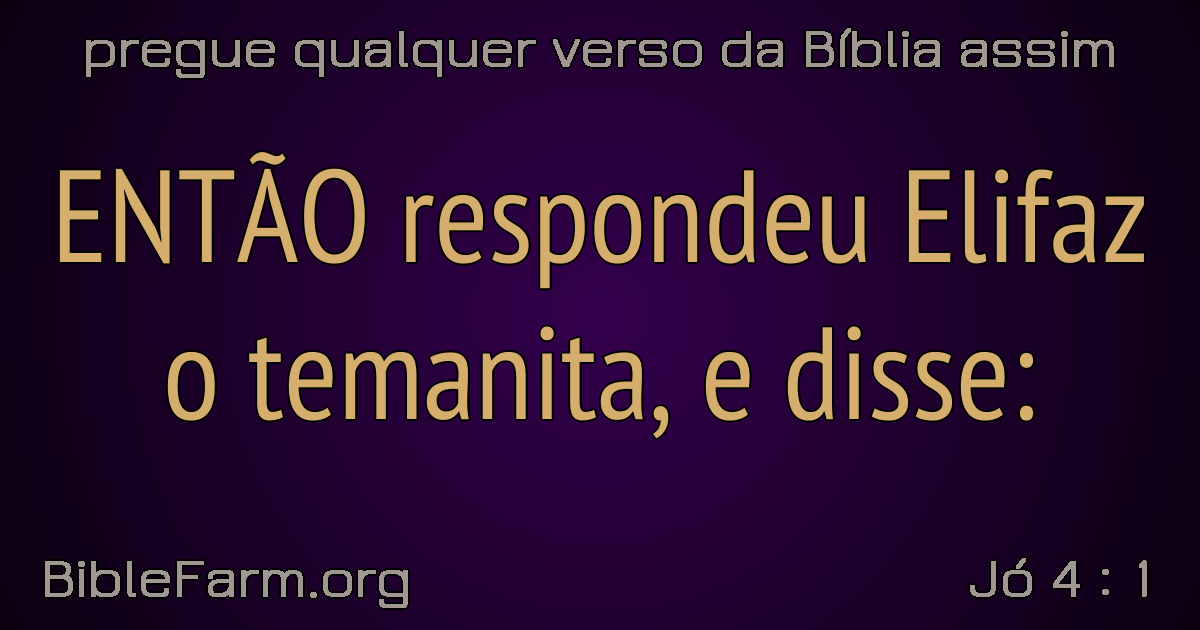 pregue qualquer verso da Bíblia assim
ENTÃO respondeu Elifaz
o temanita, e disse:
BibleFarm.org
Jó 4 : 1